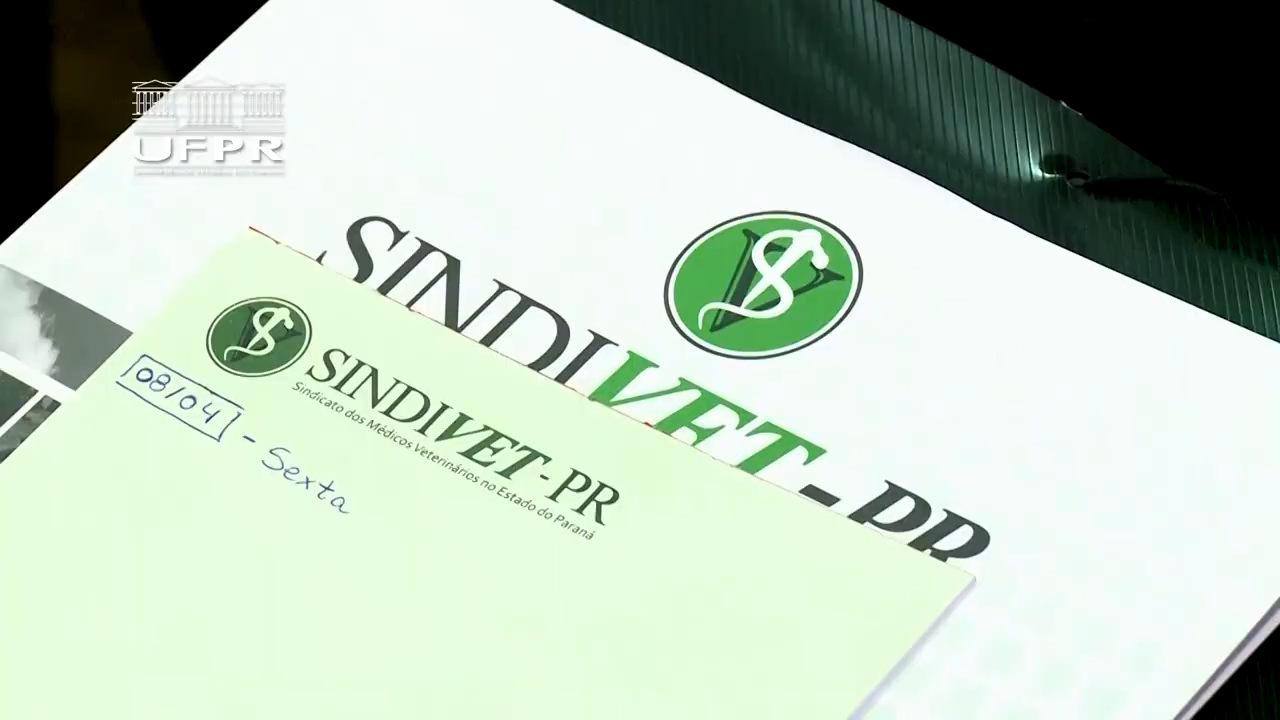 UFPR
SINDIVET-PR
SINDIVET-PR
Sindicato dos Médicos Veterinários no Estado do Paraná
08/04 - Sexta